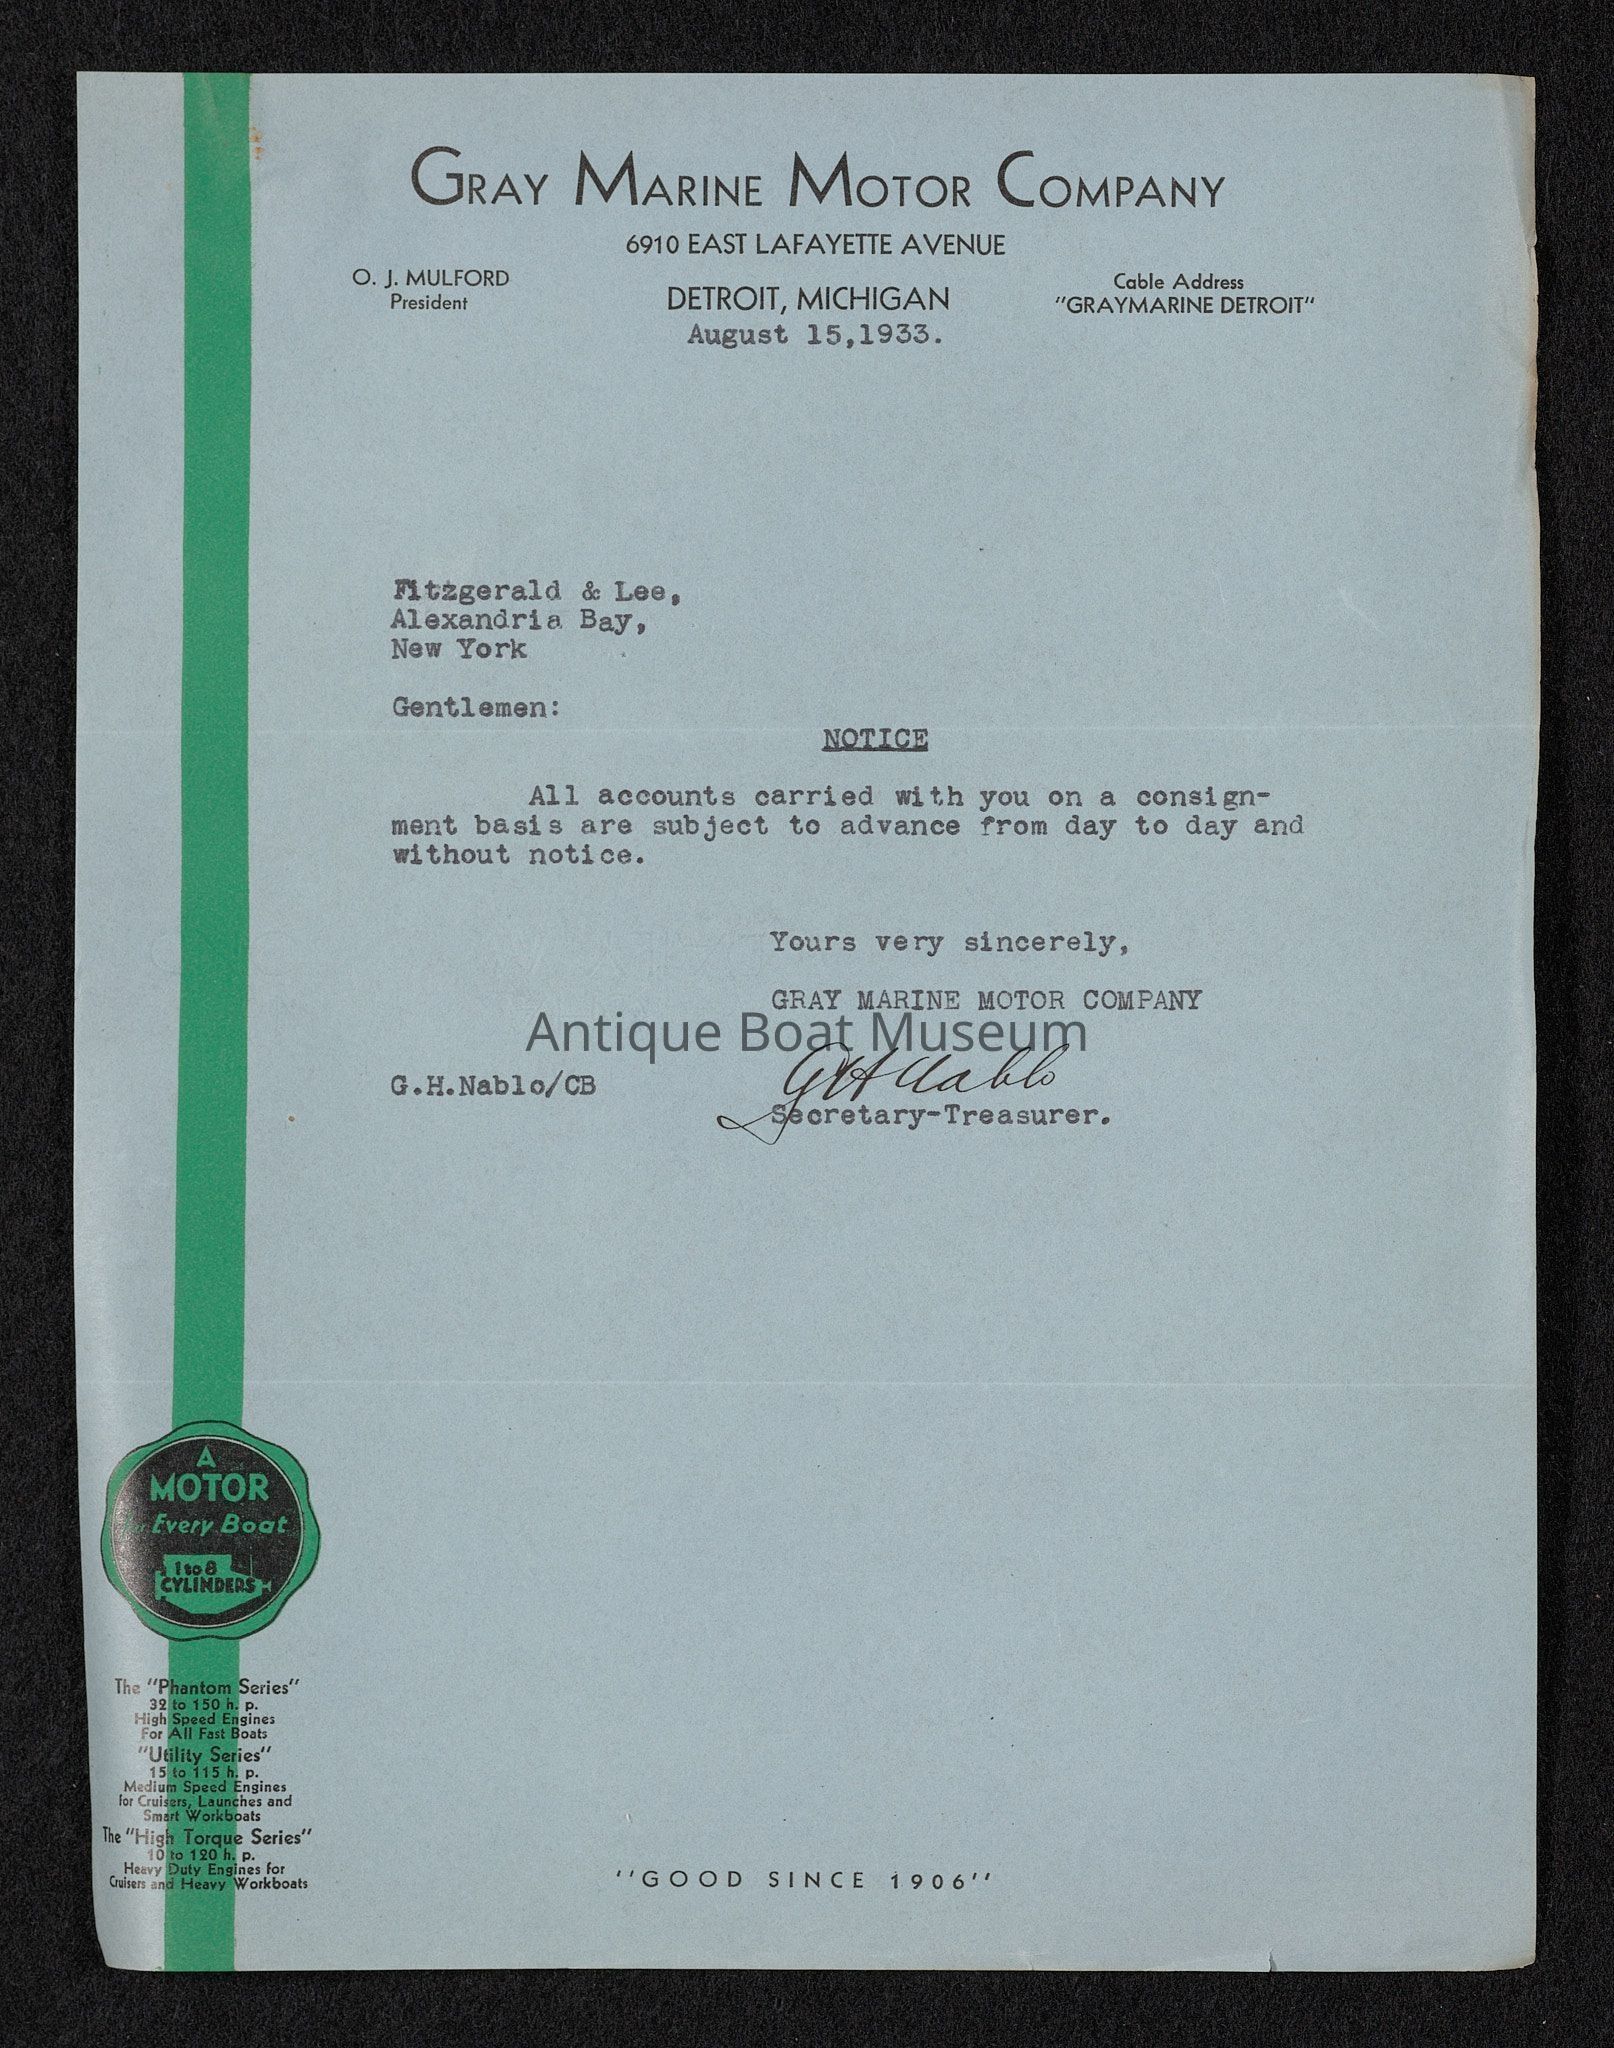 GRAY MARINE MOTOR COMPANY
6910 EAST LAFAYETTE AVENUE
O. J. MULFORD
President
DETROIT, MICHIGAN
Cable Address
"GRAYMARINE DETROIT"
August 15,1933.
Fitzgerald & Lee,
Alexandria Bay,
New York
Gentlemen:
NOTICE
All accounts carried with you on a consign-
ment basis are subject to advance from day to day and
without notice.
Yours very sincerely,
GRAY MARINE MOTOR COMPANY
Antique Boat Museum
GH Nablo
G.H.Nablo/CB
Secretary-Treasurer.
A
MOTOR
for Every Boat
1 to 8
CYLINDERS
The "Phantom Series"
32 to 150 h. p.
High Speed Engines
For All Fast Boats
"Utility Series"
15 to 115 h. p.
Medium Speed Engines
for Cruisers, Launches and
Smart Workboats
The "High Torque Series"
10 to 120 h. p.
Heavy Duty Engines for
Cruisers and Heavy Workboats
"GOOD SINCE 1906"